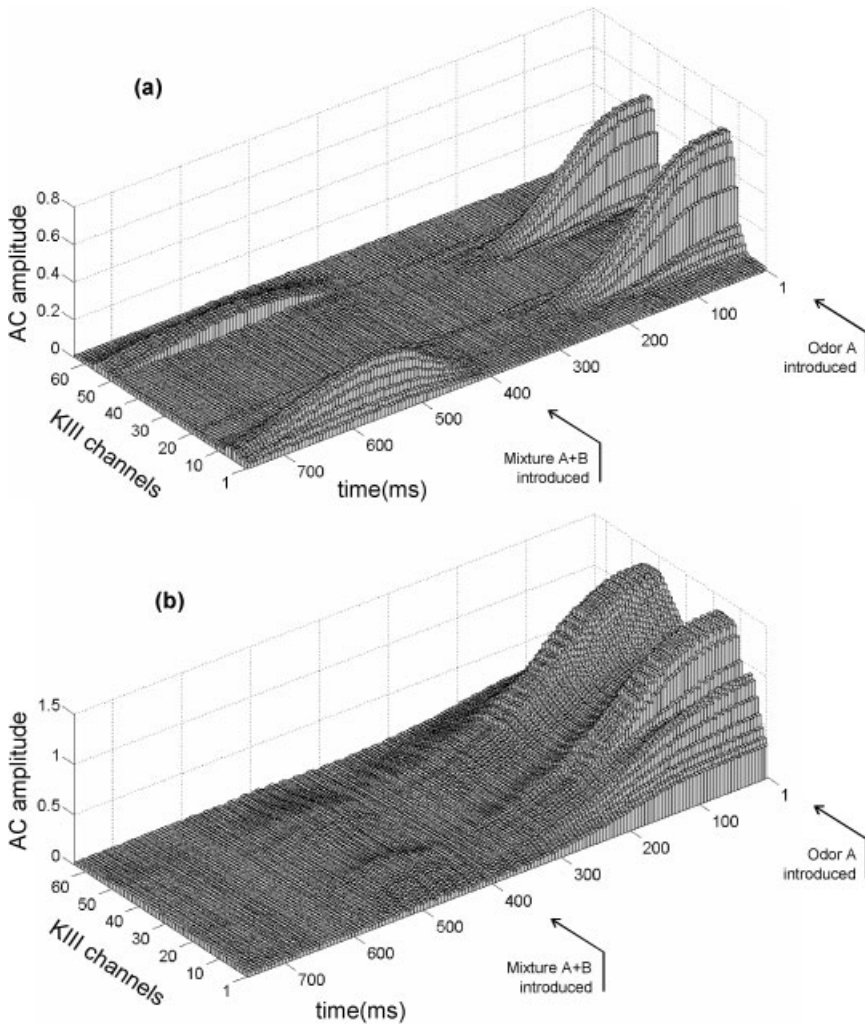 (a)
0.8
0.6
0.4
0.2
0
AC amplitude
60
50
40
30
20
10
1
KIII channels
700
600
500
400
300
200
100
1
time(ms)
Odor A
introduced
Mixture A+B
introduced
(b)
1.5
1
0.5
0
AC amplitude
60
50
40
30
20
10
1
KIII channels
700
600
500
400
300
200
100
1
time(ms)
Odor A
introduced
Mixture A+B
introduced